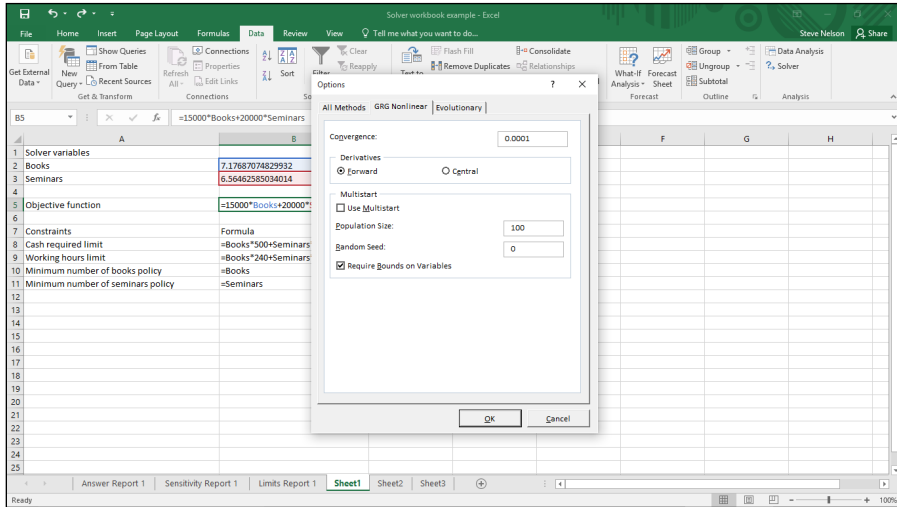 Solver workbook example - Excel
File Home Insert Page Layout Formulas Data Review View Tell me what you want to do... Steve Nelson Share
Get External Data
New Query
Show Queries
From Table
Recent Sources
Get & Transform
Refresh All
Connections
Properties
Edit Links
Connections
Sort
Filter
Clear
Reapply
Text to
Flash Fill
Remove Duplicates
Consolidate
Relationships
What-If Analysis
Forecast Sheet
Forecast
Group
Ungroup
Subtotal
Outline
Data Analysis
Solver
Analysis
B5 fx =15000*Books+20000*Seminars
A B F G H
1 Solver variables
2 Books 7.17687074829932
3 Seminars 6.56462585034014
4
5 Objective function =15000*Books+20000*
6
7 Constraints Formula
8 Cash required limit =Books*500+Seminars
9 Working hours limit =Books*240+Seminars
10 Minimum number of books policy =Books
11 Minimum number of seminars policy =Seminars
12
13
14
15
16
17
18
19
20
21
22
23
24
25
Options ? ×
All Methods GRG Nonlinear Evolutionary
Convergence: 0.0001
Derivatives
Forward Central
Multistart
Use Multistart
Population Size: 100
Random Seed: 0
Require Bounds on Variables
OK Cancel
Answer Report 1 Sensitivity Report 1 Limits Report 1 Sheet1 Sheet2 Sheet3
Ready 100%